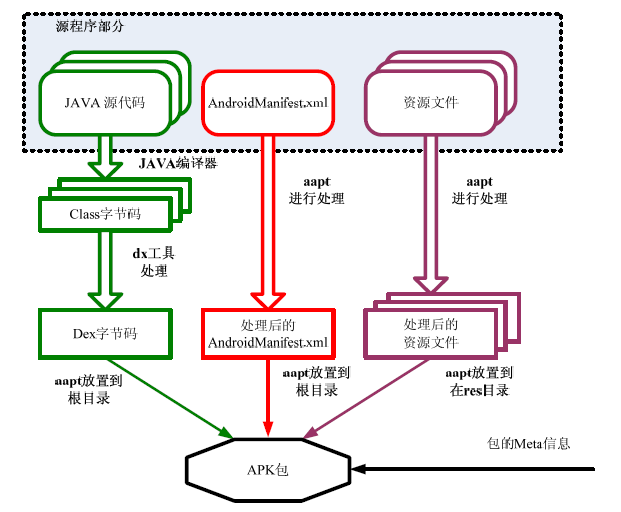 源程序部分
JAVA 源代码
AndroidManifest.xml
资源文件
JAVA编译器
aapt
进行处理
aapt
进行处理
Class字节码
dx工具
处理
Dex字节码
处理后的
AndroidManifest.xml
处理后的
资源文件
aapt放置到
根目录
aapt放置到
根目录
aapt放置到
在res目录
APK包
包的Meta信息